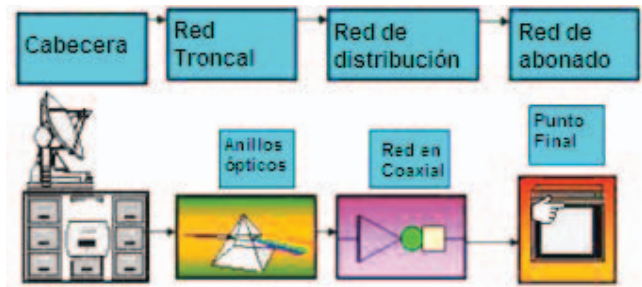 Cabecera
Red
Troncal
Red de
distribución
Red de
abonado
Anillos
ópticos
Red en
Coaxial
Punto
Final